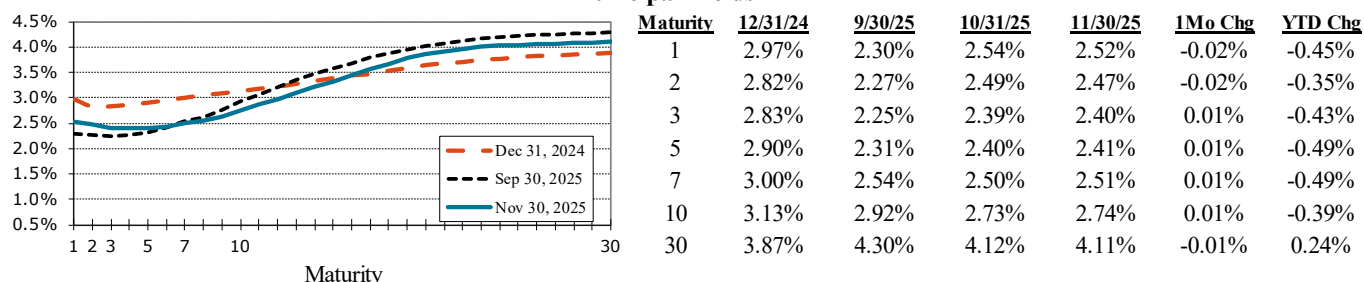 4.5%
4.0%
3.5%
3.0%
2.5%
2.0%
1.5%
1.0%
0.5%
1 2 3 5 7 10 30
Maturity
Dec 31, 2024
Sep 30, 2025
Nov 30, 2025
Maturity 12/31/24 9/30/25 10/31/25 11/30/25 1Mo Chg YTD Chg
1 2.97% 2.30% 2.54% 2.52% -0.02% -0.45%
2 2.82% 2.27% 2.49% 2.47% -0.02% -0.35%
3 2.83% 2.25% 2.39% 2.40% 0.01% -0.43%
5 2.90% 2.31% 2.40% 2.41% 0.01% -0.49%
7 3.00% 2.54% 2.50% 2.51% 0.01% -0.49%
10 3.13% 2.92% 2.73% 2.74% 0.01% -0.39%
30 3.87% 4.30% 4.12% 4.11% -0.01% 0.24%